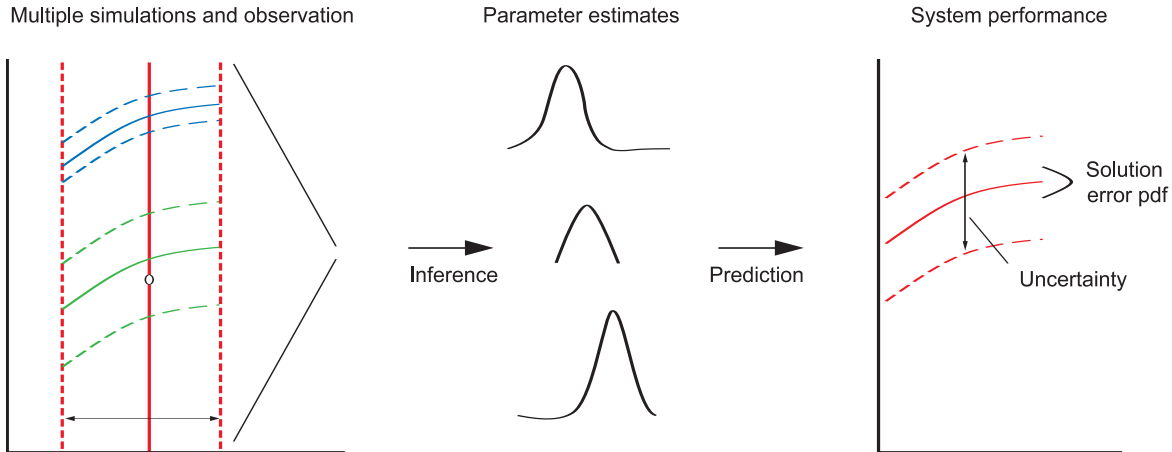 Multiple simulations and observation
Parameter estimates
System performance
Inference
Prediction
Solution
error pdf
Uncertainty